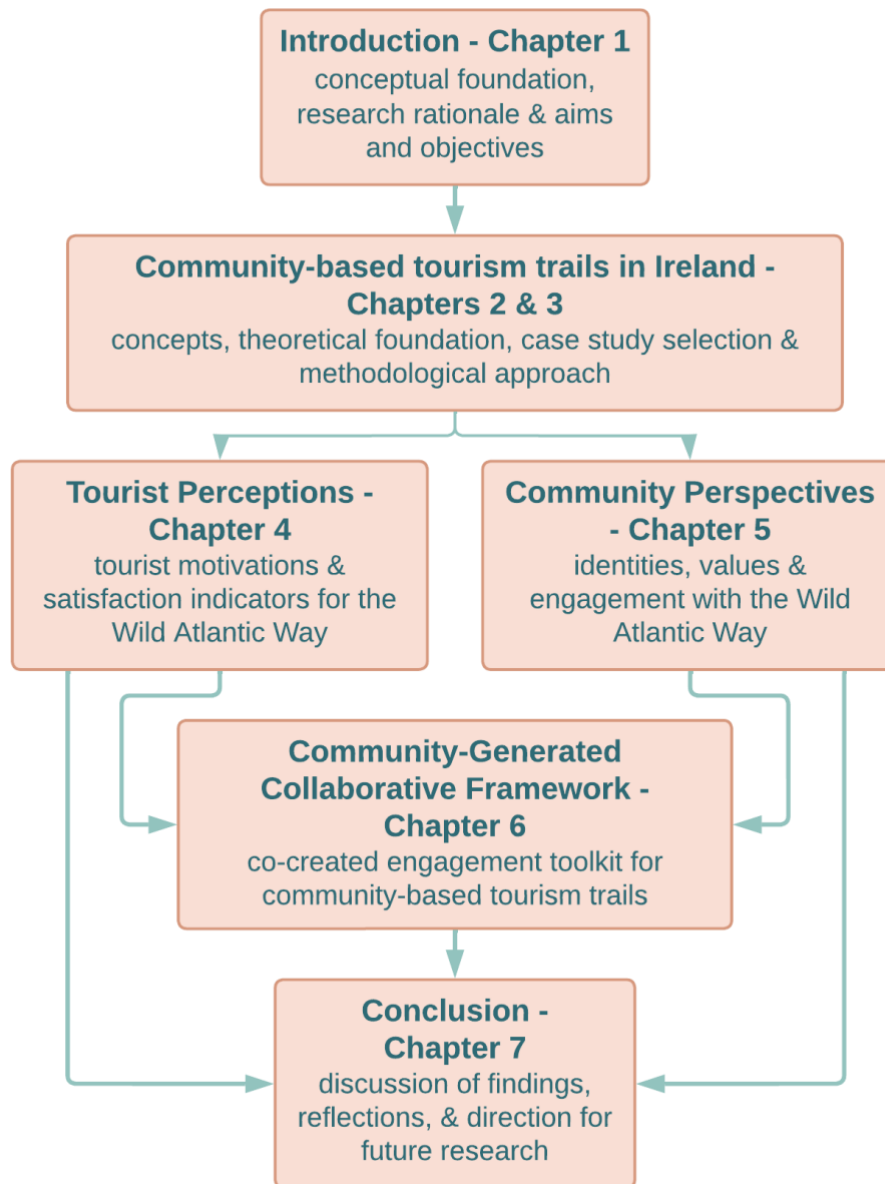 Introduction - Chapter 1
conceptual foundation,
research rationale & aims
and objectives
Community-based tourism trails in Ireland -
Chapters 2 & 3
concepts, theoretical foundation, case study selection &
methodological approach
Tourist Perceptions -
Chapter 4
tourist motivations &
satisfaction indicators for the
Wild Atlantic Way
Community Perspectives
- Chapter 5
identities, values &
engagement with the Wild
Atlantic Way
Community-Generated
Collaborative Framework -
Chapter 6
co-created engagement toolkit for
community-based tourism trails
Conclusion -
Chapter 7
discussion of findings,
reflections, & direction for
future research